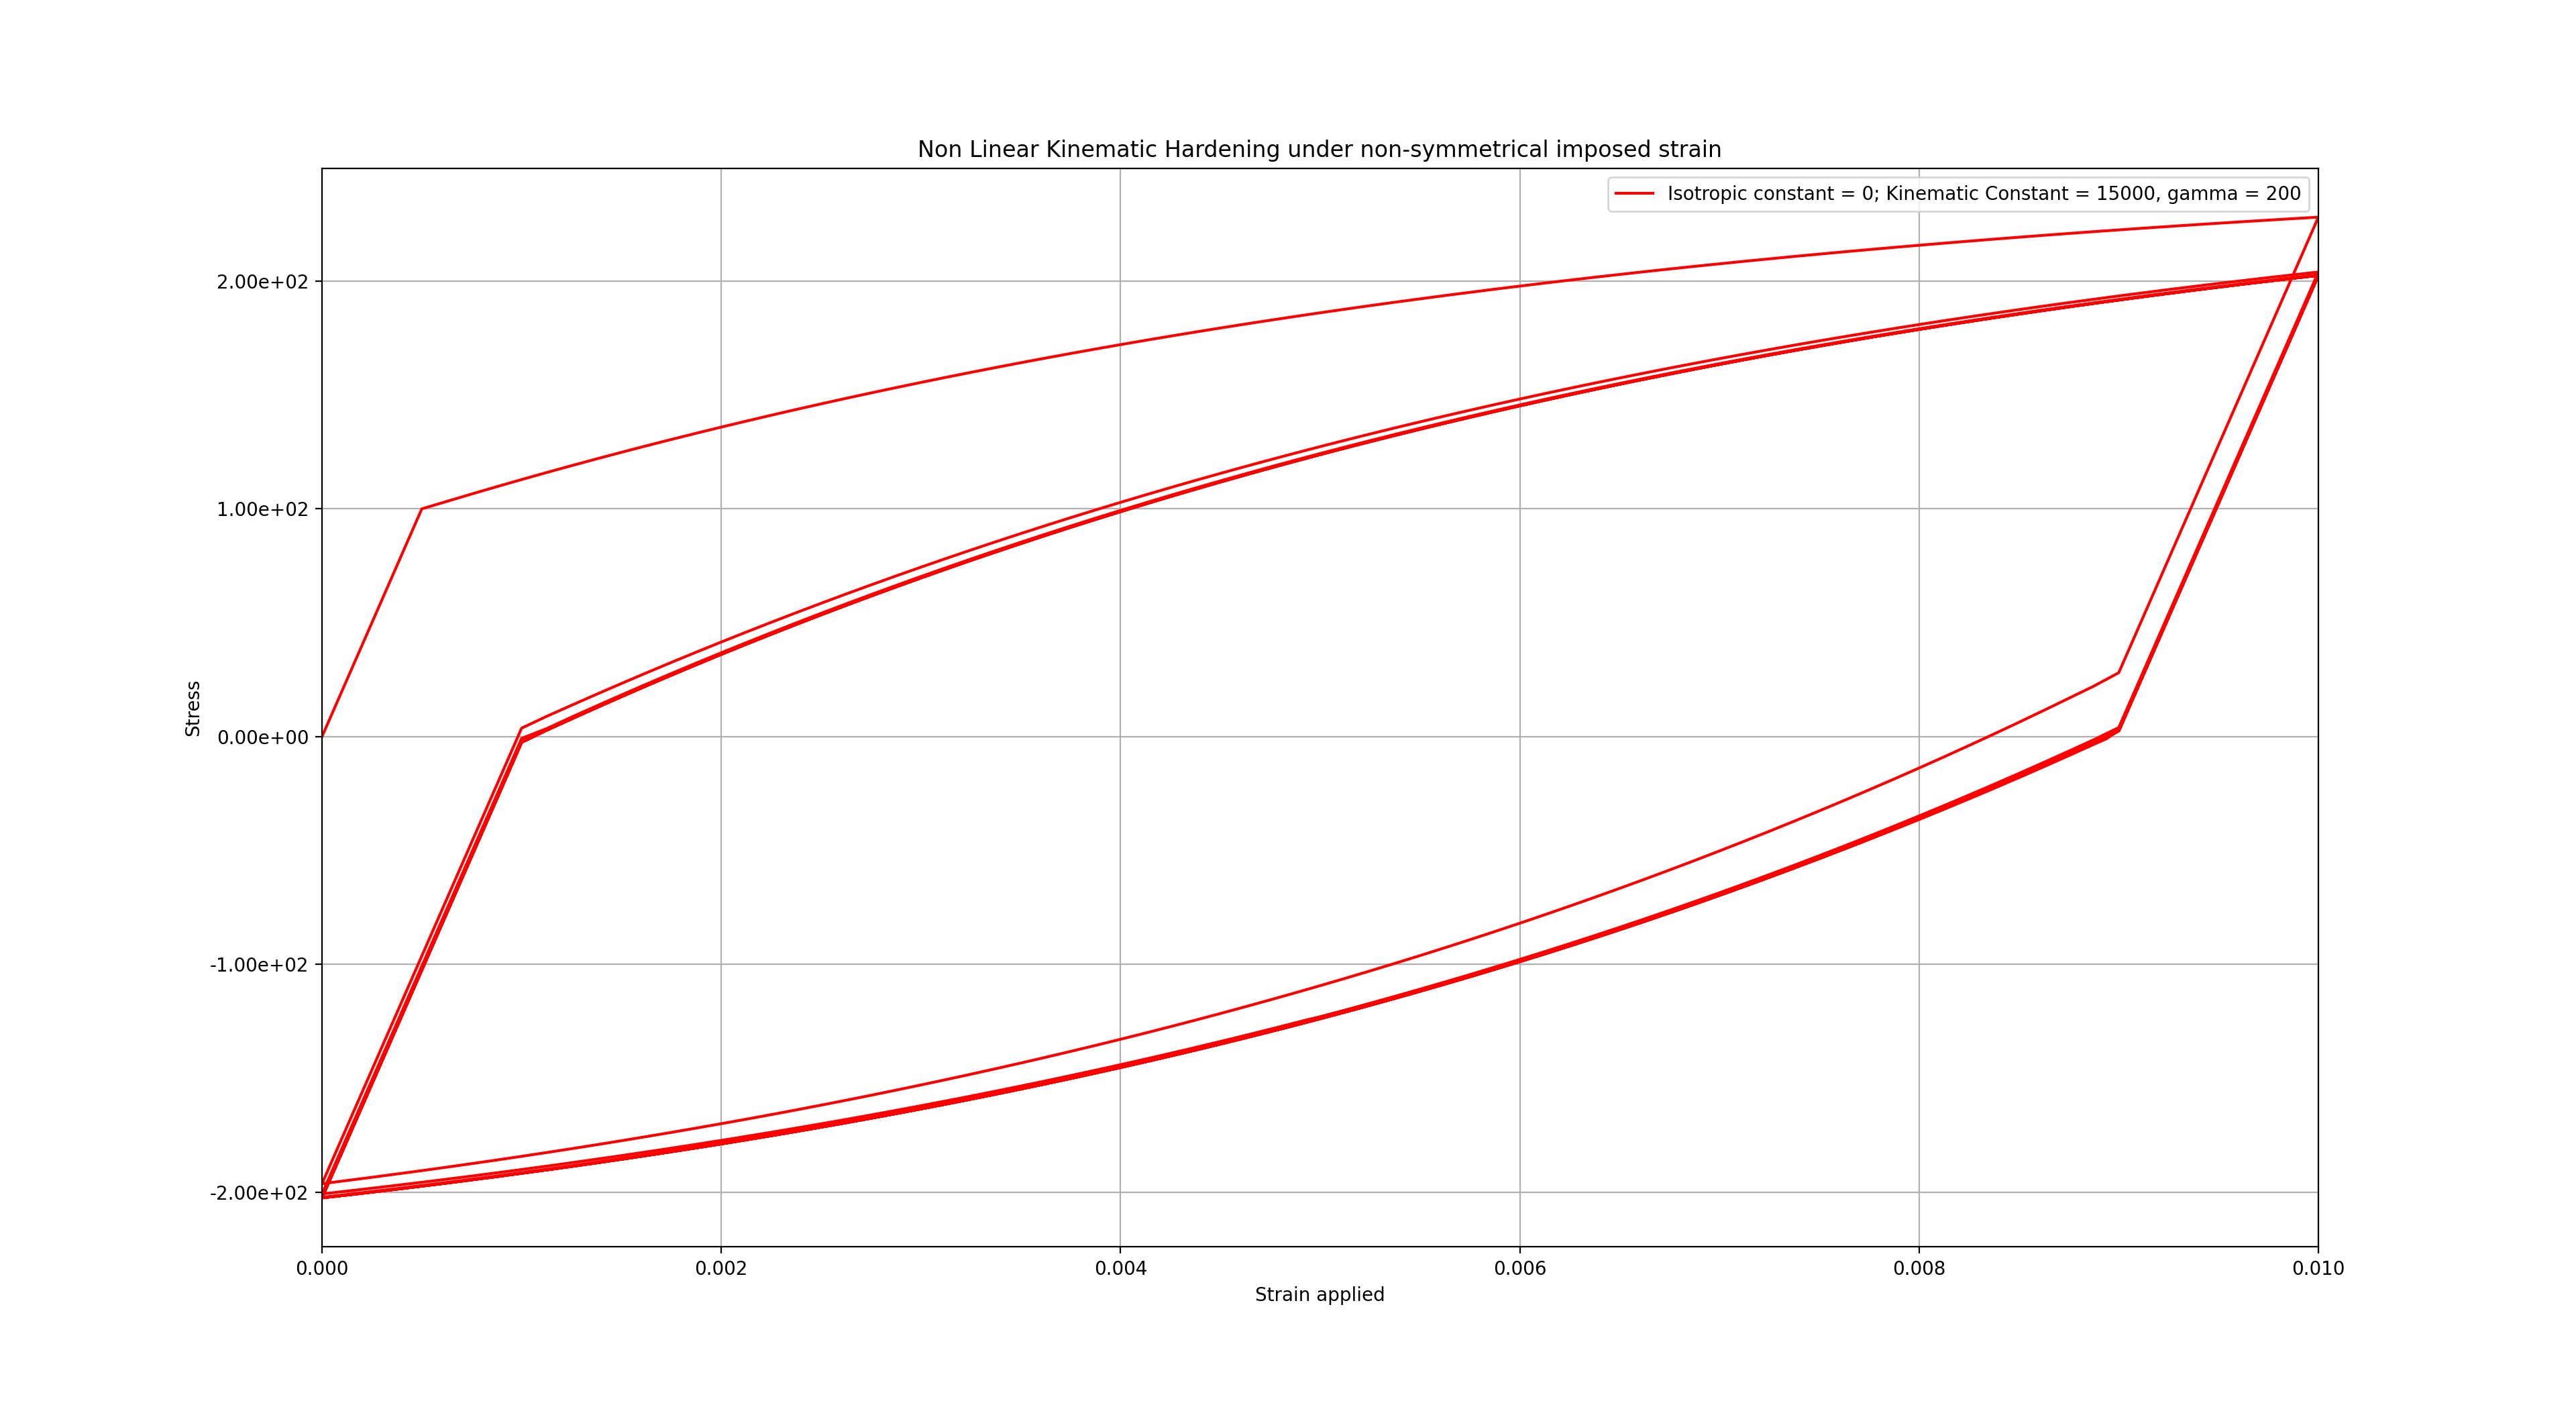 Non Linear Kinematic Hardening under non-symmetrical imposed strain
Isotropic constant = 0; Kinematic Constant = 15000, gamma = 200
2.00e+02
1.00e+02
0.00e+00
-1.00e+02
-2.00e+02
Stress
0.000 0.002 0.004 0.006 0.008 0.010
Strain applied